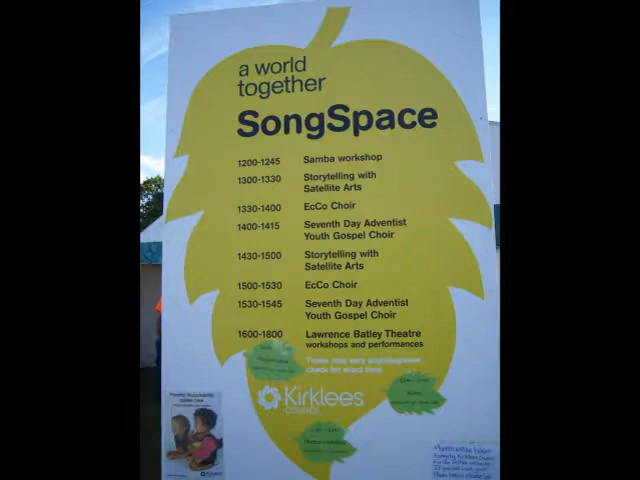 a world
together
SongSpace
1200-1245 Samba workshop
1300-1330 Storytelling with
Satellite Arts
1330-1400 EcCo Choir
1400-1415 Seventh Day Adventist
Youth Gospel Choir
1430-1500 Storytelling with
Satellite Arts
1500-1530 EcCo Choir
1530-1545 Seventh Day Adventist
Youth Gospel Choir
1600-1800 Lawrence Batley Theatre
workshops and performances
Kirklees
COUNCIL